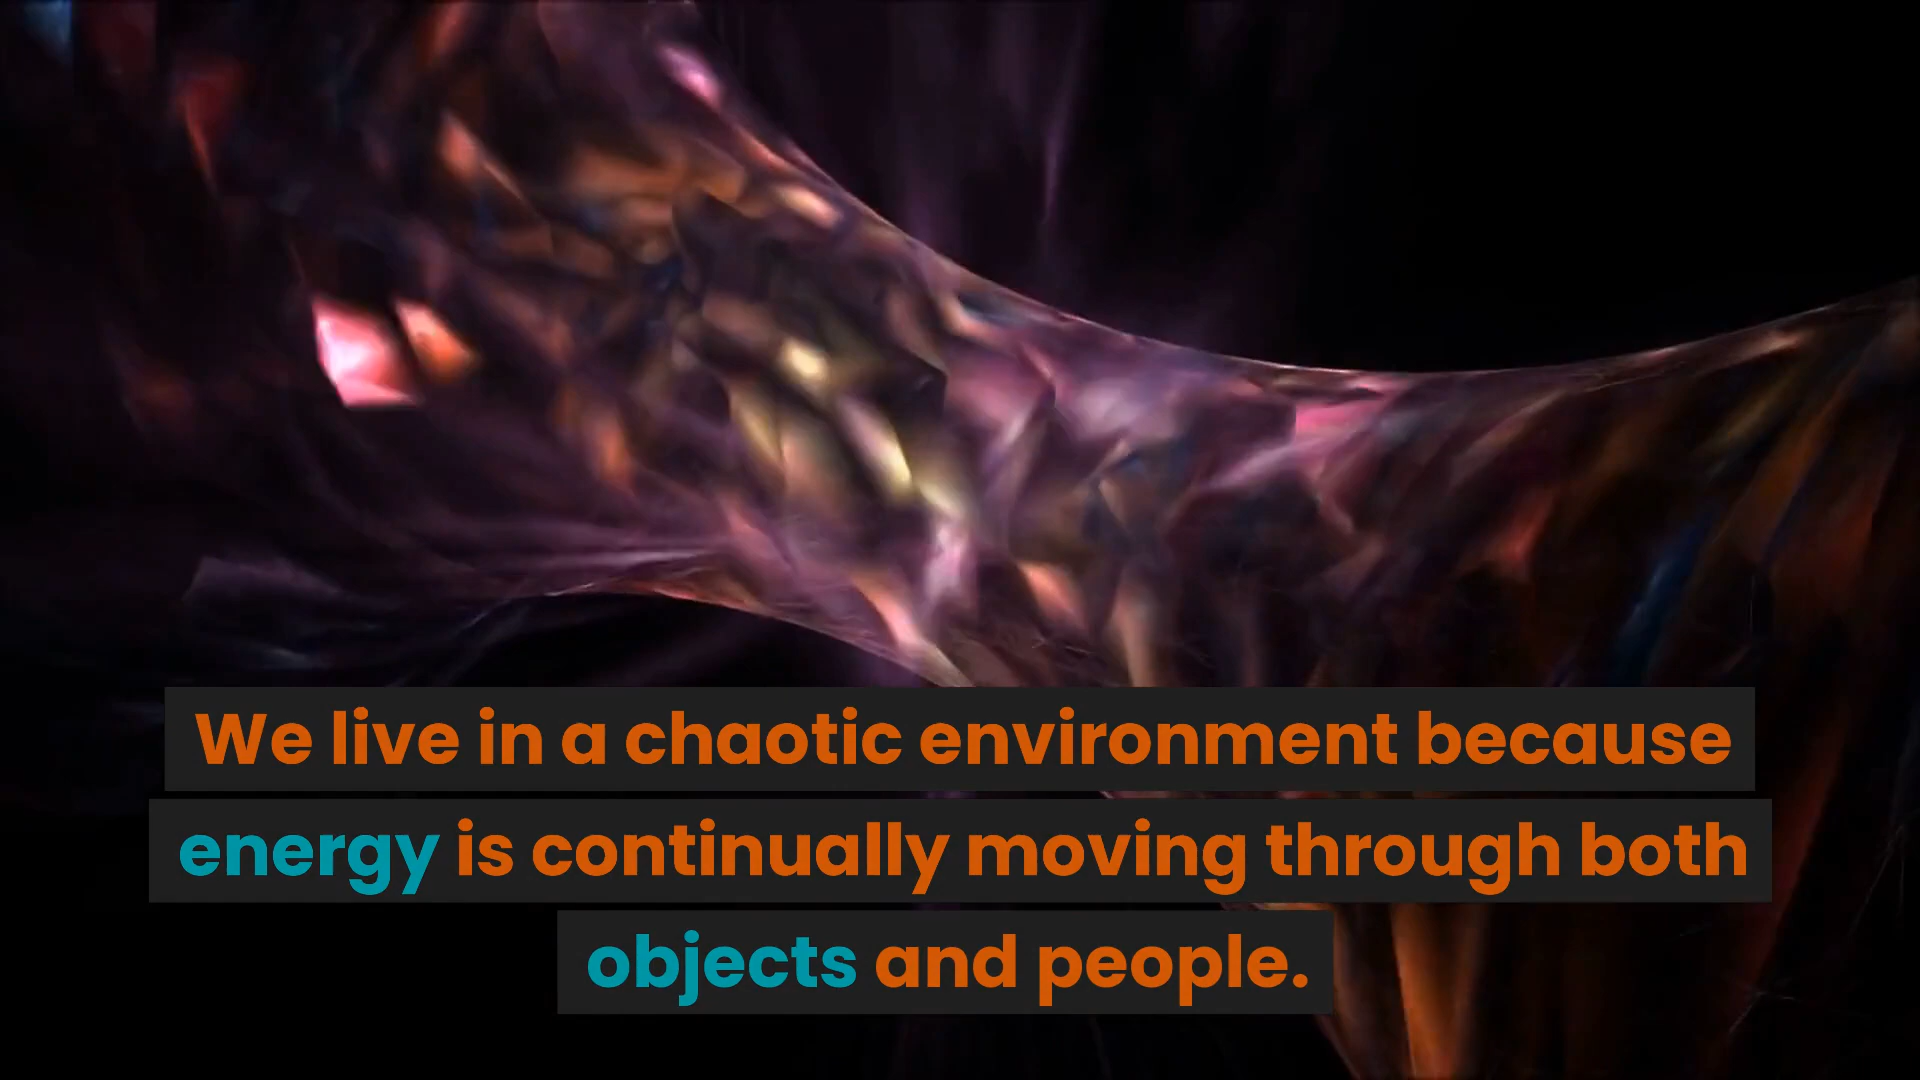 We live in a chaotic environment because
energy is continually moving through both
objects and people.